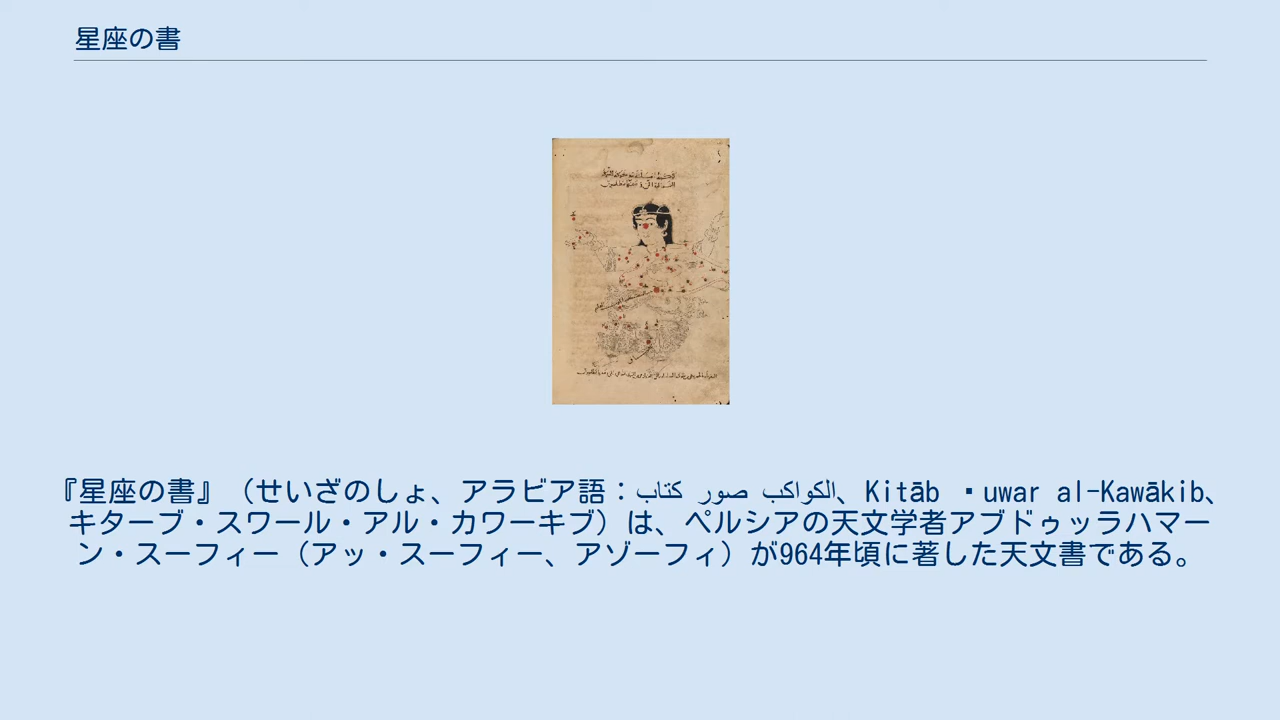 星座の書
『星座の書』（せいざのしょ、アラビア語：كتاب صور الكواكب、Kitāb ・uwar al-Kawākib、
キターブ・スワール・アル・カワーキブ）は、ペルシアの天文学者アブドゥッラハマー
ン・スーフィー（アッ・スーフィー、アゾーフィ）が964年頃に著した天文書である。